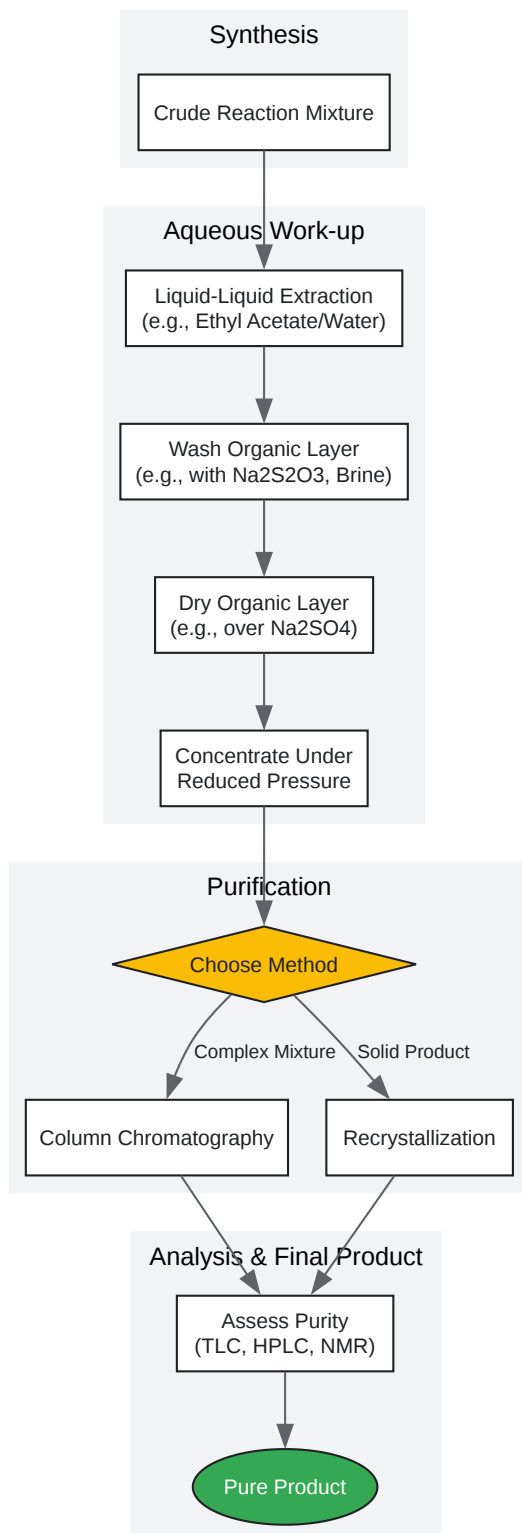 Synthesis
Crude Reaction Mixture
Aqueous Work-up
Liquid-Liquid Extraction
(e.g., Ethyl Acetate/Water)
Wash Organic Layer
(e.g., with Na2S2O3, Brine)
Dry Organic Layer
(e.g., over Na2SO4)
Concentrate Under
Reduced Pressure
Purification
Choose Method
Complex Mixture
Solid Product
Column Chromatography
Recrystallization
Analysis & Final Product
Assess Purity
(TLC, HPLC, NMR)
Pure Product